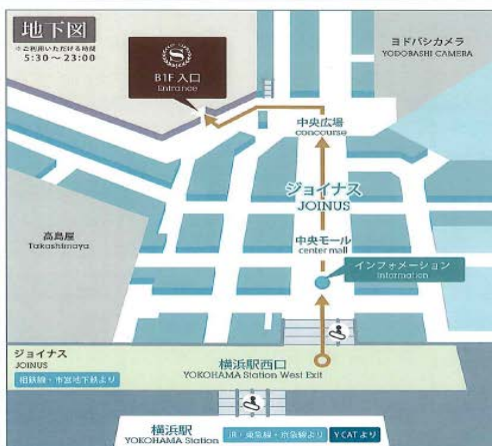 地下図
※ご利用いただける時間
5:30～23:00
S
B1F 入口
Entrance
ヨドバシカメラ
YODOBASHI CAMERA
中央広場
concourse
ジョイナス
JOINUS
高島屋
Takashimaya
中央モール
center mall
インフォメーション
Information
ジョイナス
JOINUS
相鉄線・市営地下鉄より
横浜駅西口
YOKOHAMA Station West Exit
横浜駅
YOKOHAMA Station
JR・東急線・京急線より
YCATより